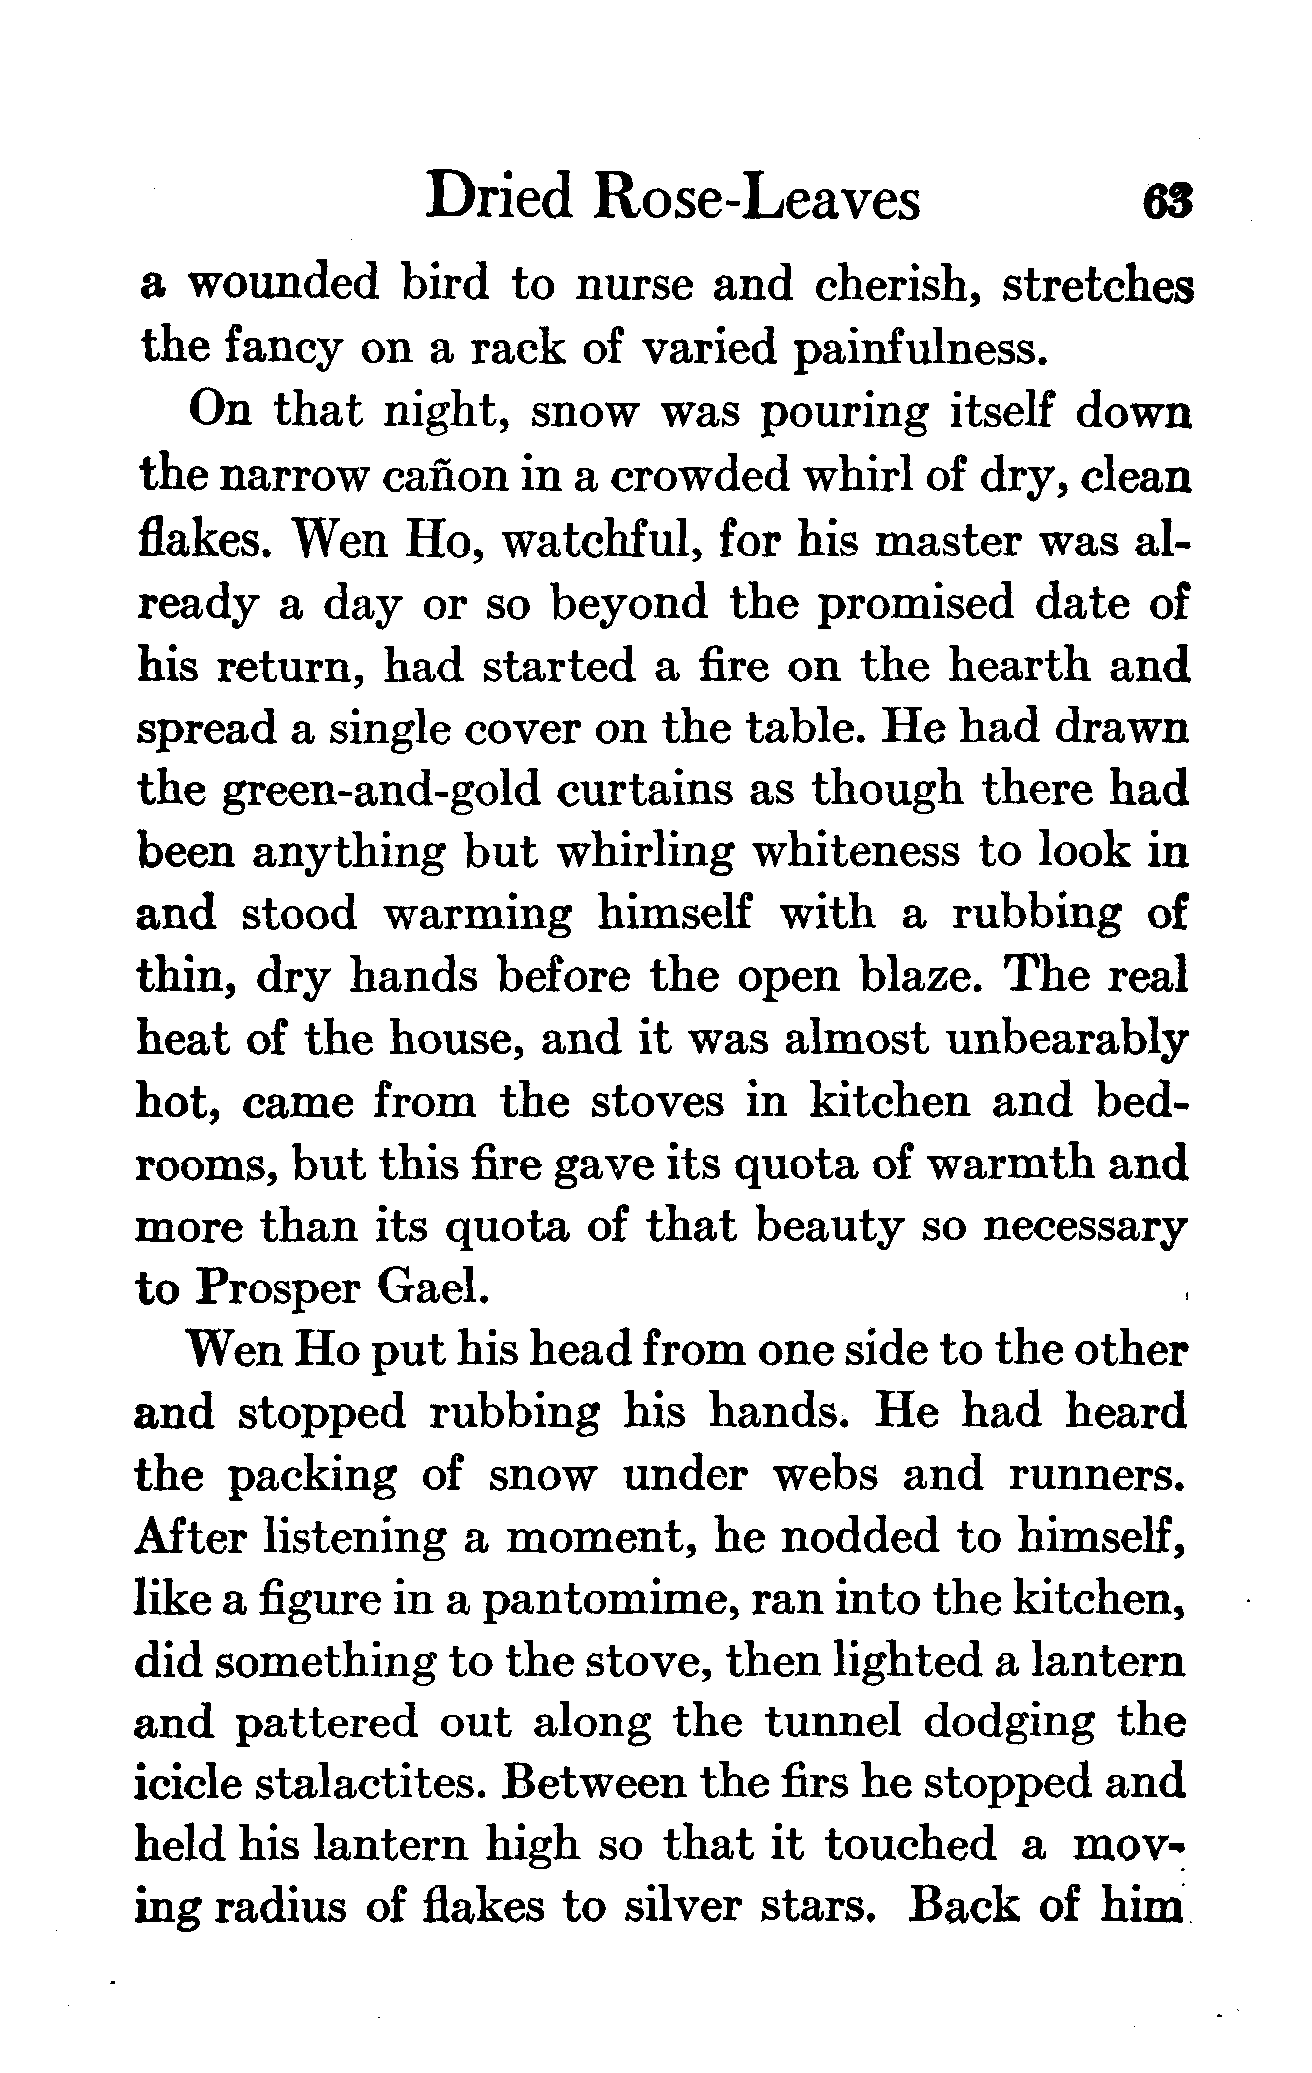 Dried Rose-Leaves 63
a wounded bird to nurse and cherish, stretches
the fancy on a rack of varied painfulness.
On that night, snow was pouring itself down
the narrow cañon in a crowded whirl of dry, clean
flakes. Wen Ho, watchful, for his master was al-
ready a day or so beyond the promised date of
his return, had started a fire on the hearth and
spread a single cover on the table. He had drawn
the green-and-gold curtains as though there had
been anything but whirling whiteness to look in
and stood warming himself with a rubbing of
thin, dry hands before the open blaze. The real
heat of the house, and it was almost unbearably
hot, came from the stoves in kitchen and bed-
rooms, but this fire gave its quota of warmth and
more than its quota of that beauty so necessary
to Prosper Gael.
Wen Ho put his head from one side to the other
and stopped rubbing his hands. He had heard
the packing of snow under webs and runners.
After listening a moment, he nodded to himself,
like a figure in a pantomime, ran into the kitchen,
did something to the stove, then lighted a lantern
and pattered out along the tunnel dodging the
icicle stalactites. Between the firs he stopped and
held his lantern high so that it touched a mov-
ing radius of flakes to silver stars. Back of him